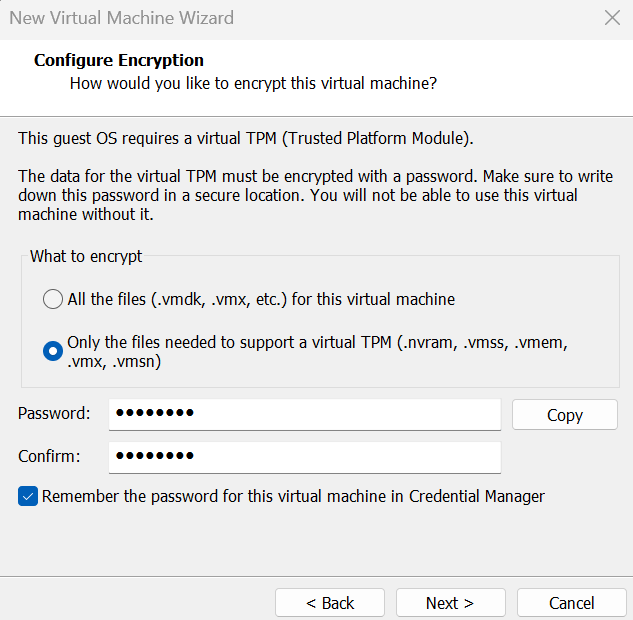 New Virtual Machine Wizard
Configure Encryption
How would you like to encrypt this virtual machine?
This guest OS requires a virtual TPM (Trusted Platform Module).
The data for the virtual TPM must be encrypted with a password. Make sure to write
down this password in a secure location. You will not be able to use this virtual
machine without it.
What to encrypt
All the files (.vmdk, .vmx, etc.) for this virtual machine
Only the files needed to support a virtual TPM (.nvram, .vmss, .vmem,
.vmx, .vmsn)
Password: ●●●●●●●● Copy
Confirm: ●●●●●●●●
Remember the password for this virtual machine in Credential Manager
< Back Next > Cancel